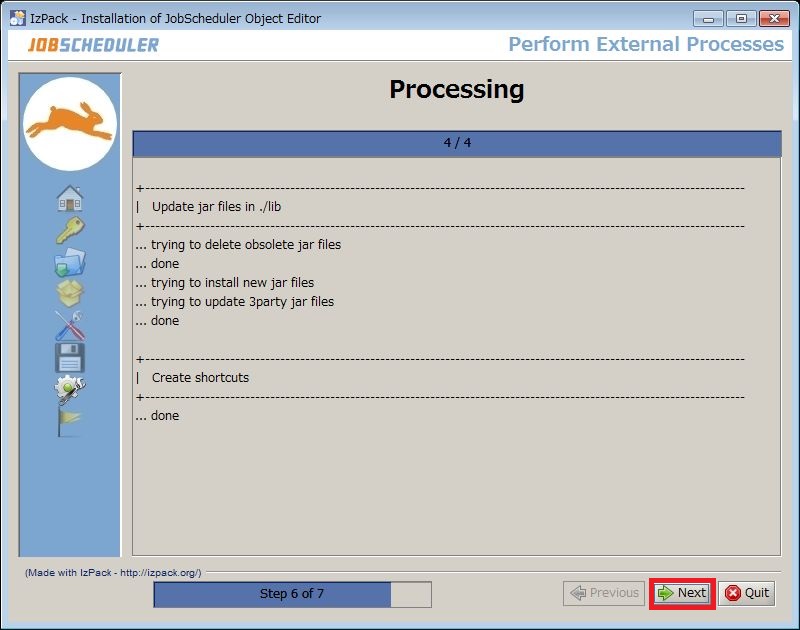 IzPack - Installation of JobScheduler Object Editor
JOBSCHEDULER
Perform External Processes
Processing
4 / 4
+------------------------------------------------------------------------
| Update jar files in ./lib
+------------------------------------------------------------------------
... trying to delete obsolete jar files
... done
... trying to install new jar files
... trying to update 3party jar files
... done
+------------------------------------------------------------------------
| Create shortcuts
+------------------------------------------------------------------------
... done
(Made with IzPack - http://izpack.org/)
Step 6 of 7
Previous
Next
Quit